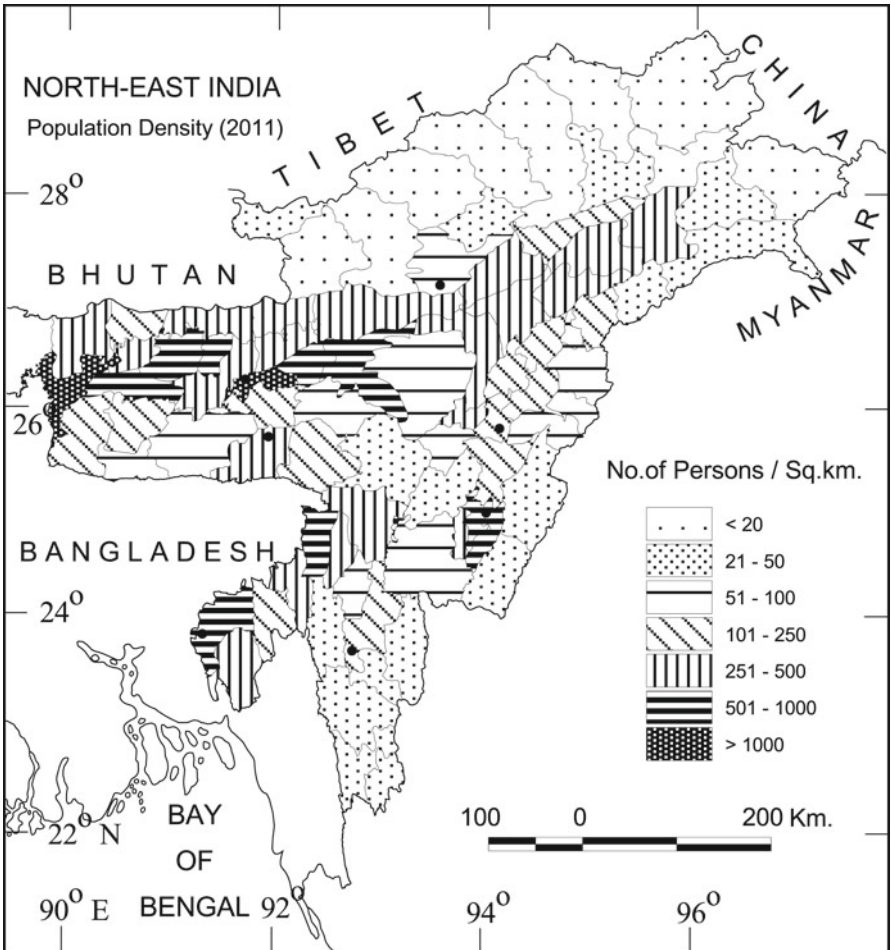 NORTH-EAST INDIA
Population Density (2011)
TIBET
CHINA
28°
BHUTAN
MYANMAR
26°
No.of Persons / Sq.km.
< 20
21 - 50
BANGLADESH
51 - 100
24°
101 - 250
251 - 500
501 - 1000
> 1000
22° N
BAY
OF
BENGAL
100 0 200 Km.
90° E 92° 94° 96°